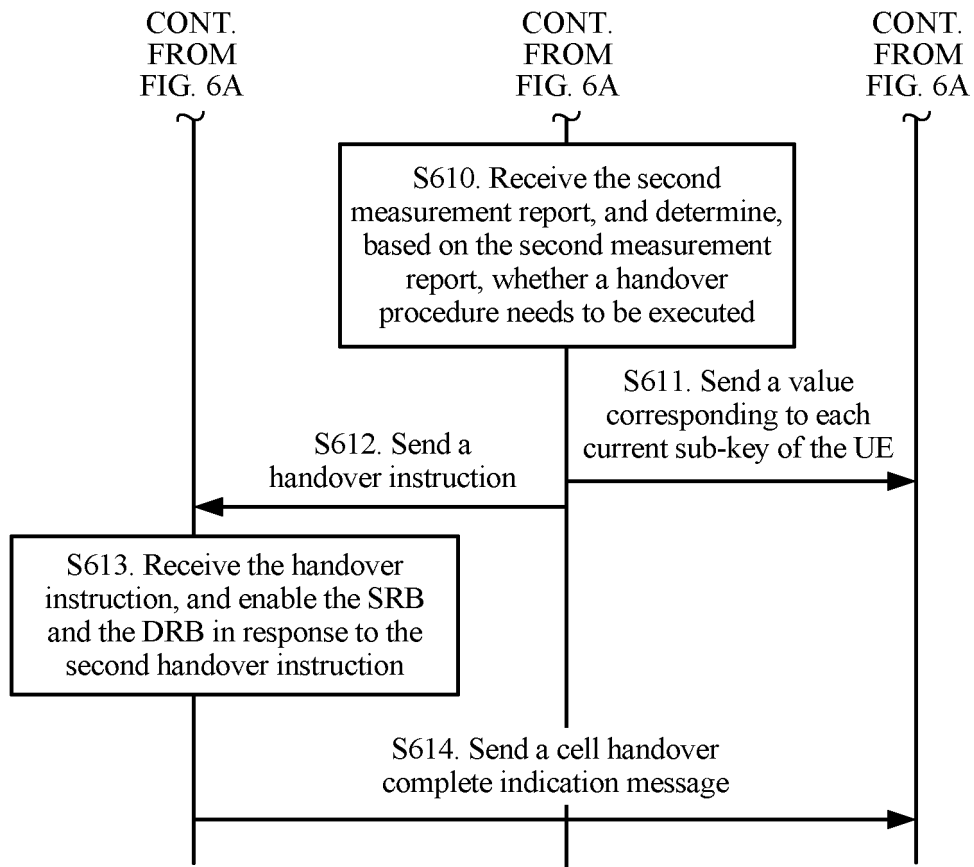 CONT.
FROM
FIG. 6A
CONT.
FROM
FIG. 6A
CONT.
FROM
FIG. 6A
S610. Receive the second
measurement report, and determine,
based on the second measurement
report, whether a handover
procedure needs to be executed
S611. Send a value
corresponding to each
current sub-key of the UE
S612. Send a
handover instruction
S613. Receive the handover
instruction, and enable the SRB
and the DRB in response to the
second handover instruction
S614. Send a cell handover
complete indication message